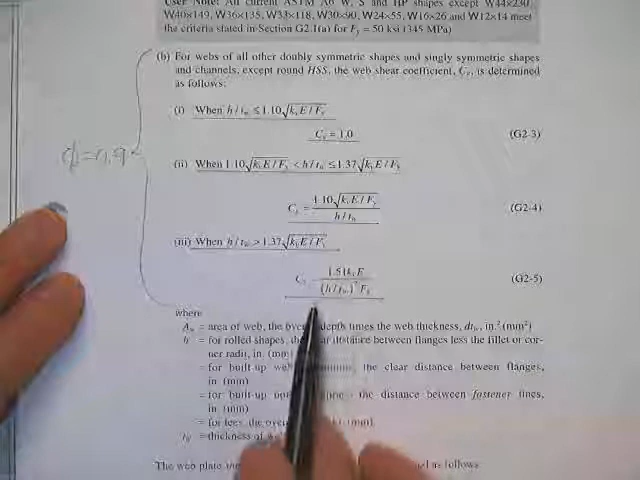 User Note: All current ASTM A6 W, S and HP shapes except W44×230,
W40×149, W36×135, W33×118, W30×90, W24×55, W16×26 and W12×14 meet
the criteria stated in Section G2.1(a) for Fy = 50 ksi (345 MPa)
(b) For webs of all other doubly symmetric shapes and singly symmetric shapes
and channels, except round HSS, the web shear coefficient, Cv, is determined
as follows:
(i) When h/tw ≤ 1.10√kvE/Fy
Cv = 1.0 (G2-3)
ϕ = 0.9
(ii) When 1.10√kvE/Fy < h/tw ≤ 1.37√kvE/Fy
Cv = 1.10√kvE/Fy / h/tw (G2-4)
(iii) When h/tw > 1.37√kvE/Fy
Cv = 1.51kvE / (h/tw)²Fy (G2-5)
where
Aw = area of web, the overall depth times the web thickness, dtw, in.² (mm²)
h = for rolled shapes, the clear distance between flanges less the fillet or cor-
ner radii, in. (mm)
= for built-up the clear distance between flanges,
in. (mm)
= for built-up the distance between fastener lines,
in. (mm)
= for tees, the (mm)
tw = thickness of
The web plate as follows: